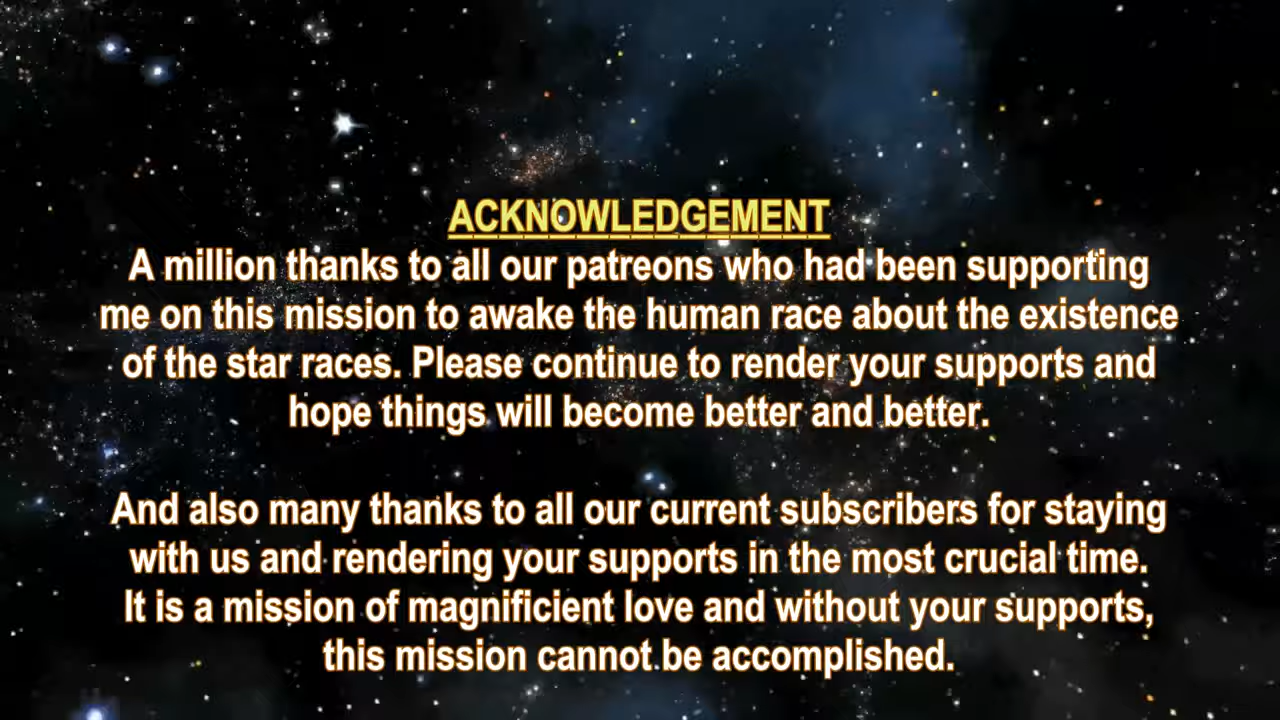 ACKNOWLEDGEMENT
A million thanks to all our patreons who had been supporting
me on this mission to awake the human race about the existence
of the star races. Please continue to render your supports and
hope things will become better and better.
And also many thanks to all our current subscribers for staying
with us and rendering your supports in the most crucial time.
It is a mission of magnificient love and without your supports,
this mission cannot be accomplished.